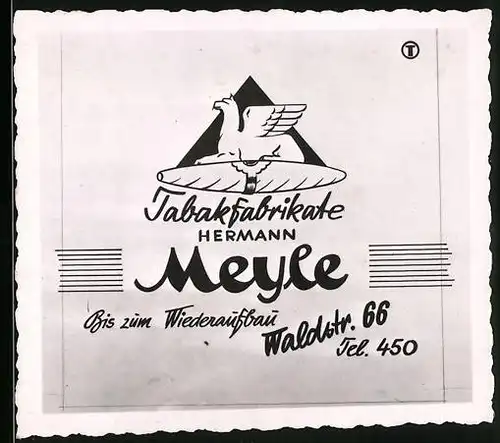 T
Tabakfabrikate
HERMANN
Meyle
Bis zum Wiederaufbau
Waldstr. 66
Tel. 450